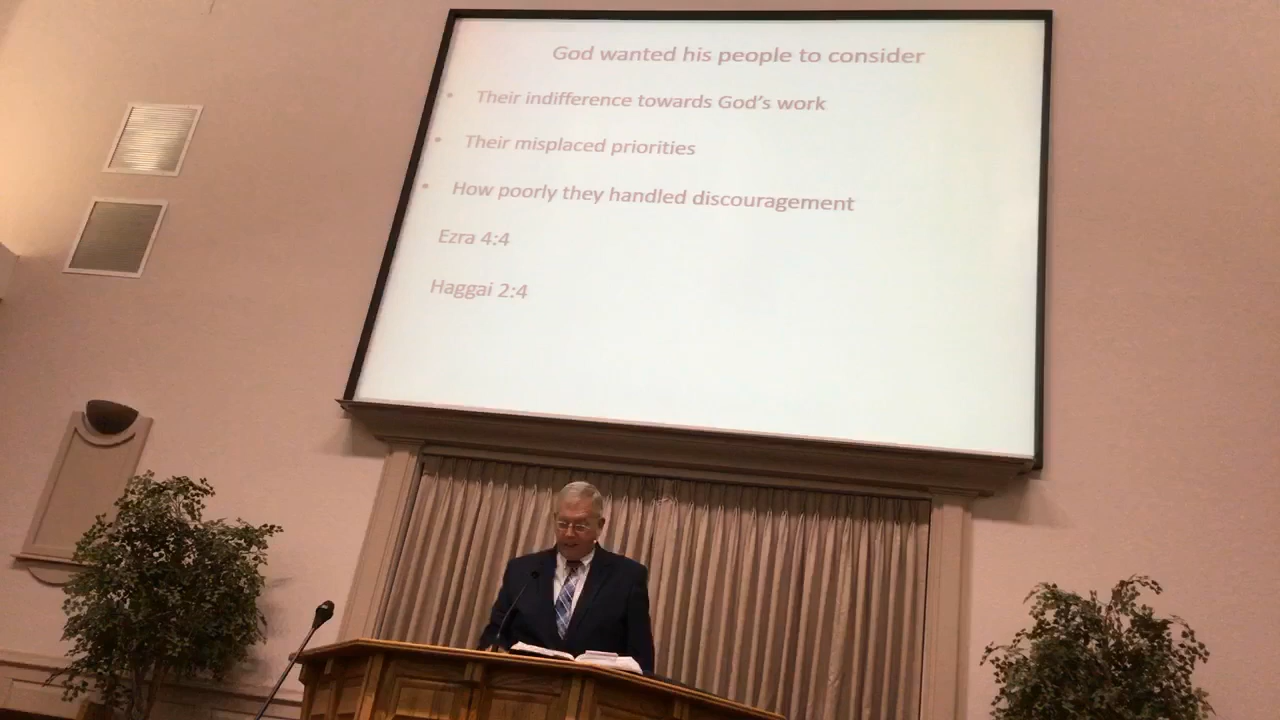 God wanted his people to consider
• Their indifference towards God's work
• Their misplaced priorities
• How poorly they handled discouragement
Ezra 4:4
Haggai 2:4